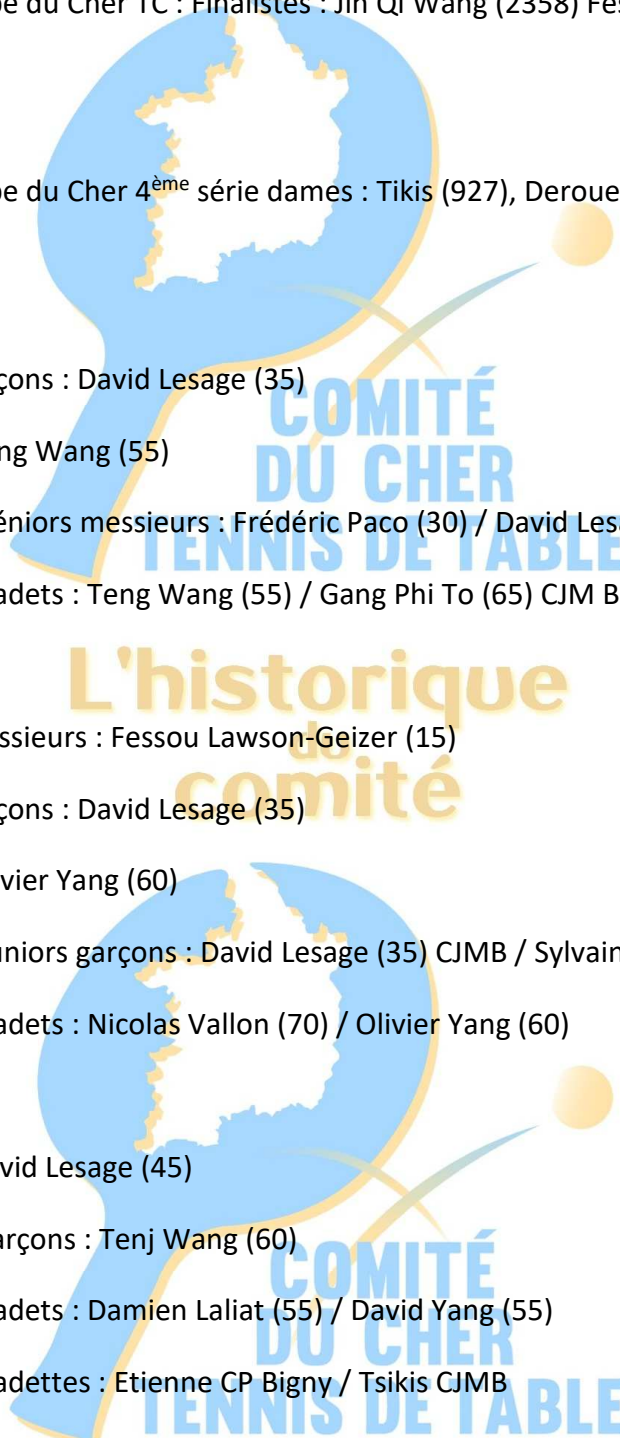 pe du Cher TC : Finalistes : Jin Qi Wang (2358) Fes
pe du Cher 4ème série dames : Tikis (927), Deroue
çons : David Lesage (35)
COMITÉ
ng Wang (55)
DU CHER
éniors messieurs : Frédéric Paco (30) / David Lesa
TENNIS DE TABLE
adets : Teng Wang (55) / Gang Phi To (65) CJM B
L'historique
ssieurs : Fessou Lawson-Geizer (15)
du
comité
çons : David Lesage (35)
vier Yang (60)
uniors garçons : David Lesage (35) CJMB / Sylvain
adets : Nicolas Vallon (70) / Olivier Yang (60)
vid Lesage (45)
arçons : Tenj Wang (60)
COMITÉ
adets : Damien Laliat (55) / David Yang (55)
DU CHER
adettes : Etienne CP Bigny / Tsikis CJMB
TENNIS DE TABLE